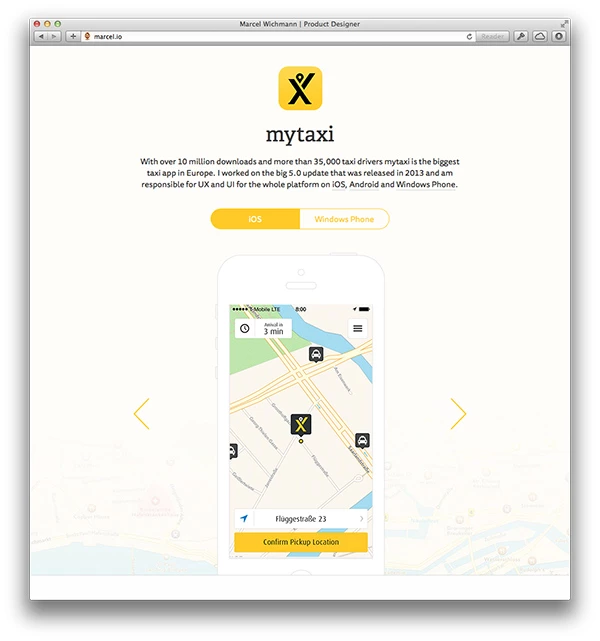 Marcel Wichmann | Product Designer
marcel.io
Reader
mytaxi
With over 10 million downloads and more than 35,000 taxi drivers mytaxi is the biggest
taxi app in Europe. I worked on the big 5.0 update that was released in 2013 and am
responsible for UX and UI for the whole platform on iOS, Android and Windows Phone.
iOS
Windows Phone
T-Mobile LTE
8:00
Arrival in
3 min
Flüggestraße
Flüggestraße 23
Confirm Pickup Location